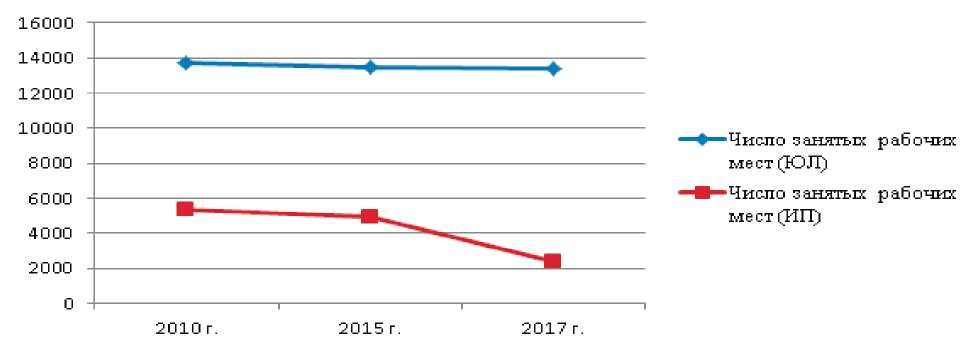 16000
14000
12000
10000
8000
6000
4000
2000
0
2010 г.
2015 г.
2017 г.
Число занятых рабочих
мест (ЮЛ)
Число занятых рабочих
мест (ИП)